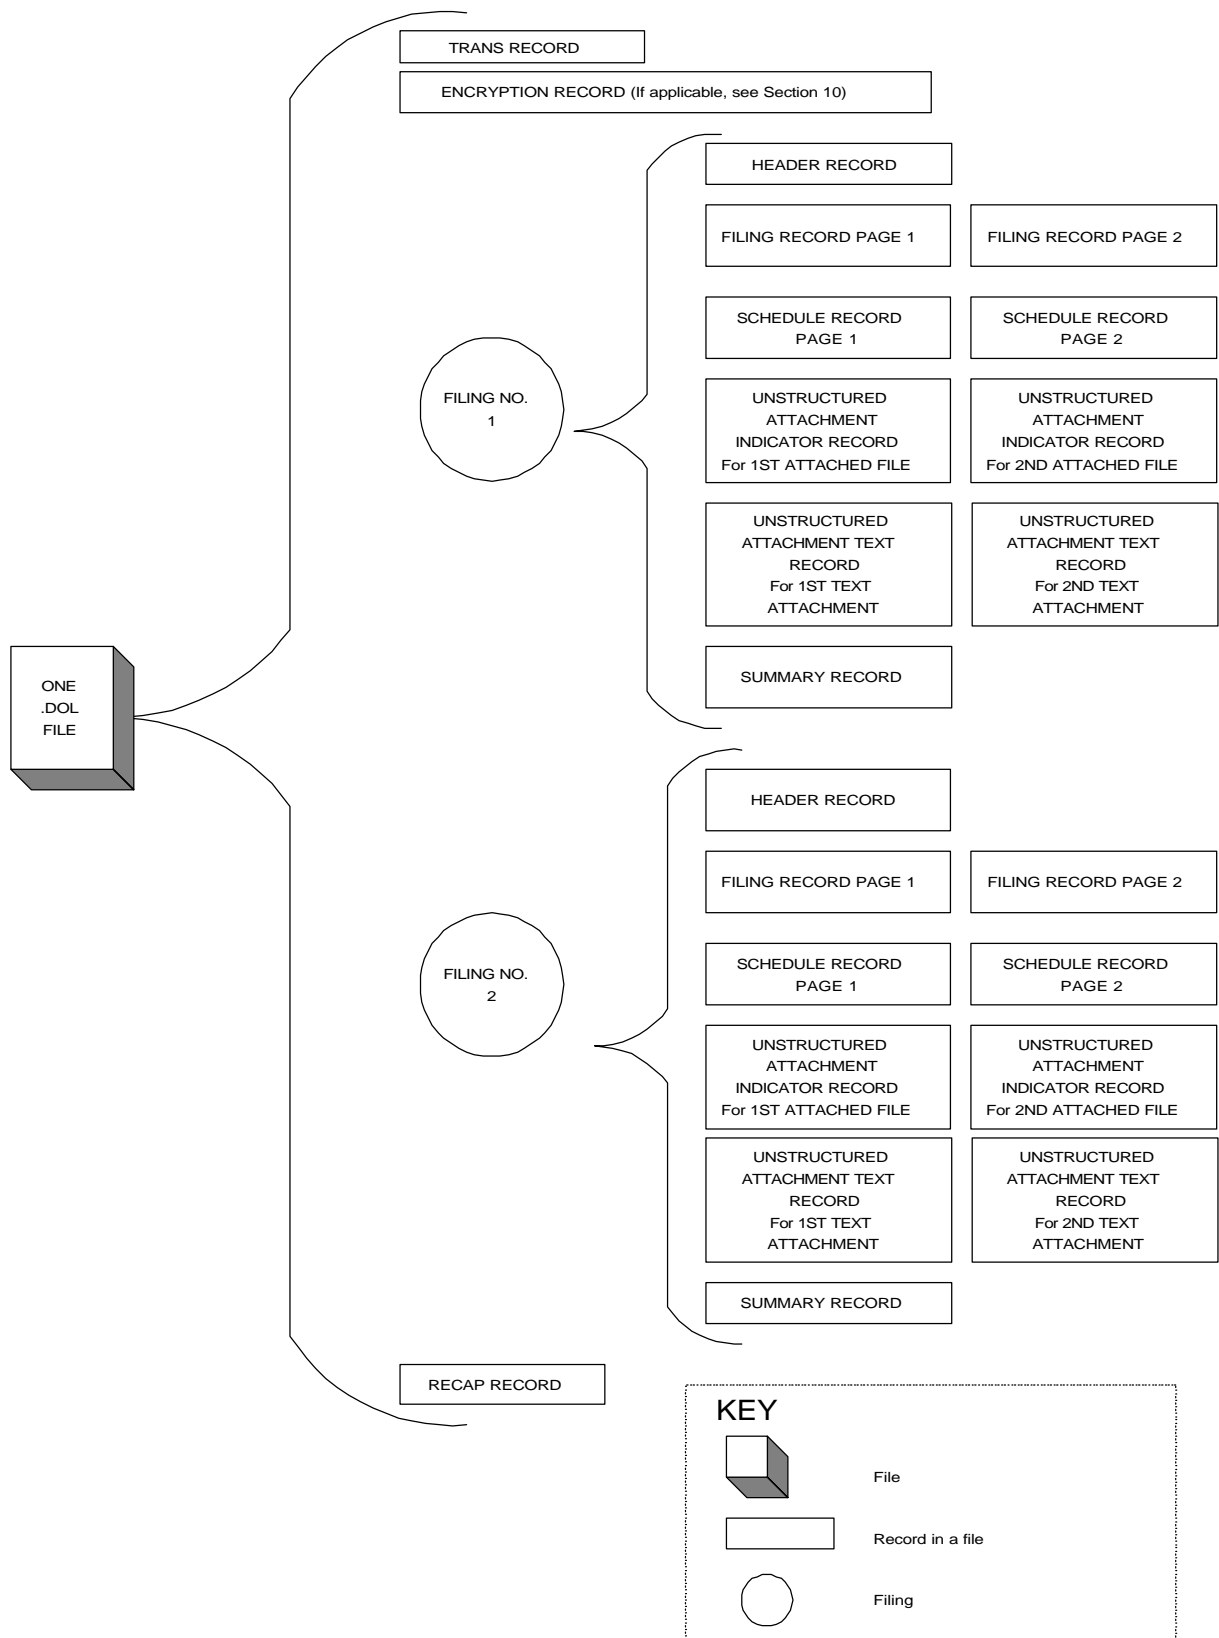 TRANS RECORD
ENCRYPTION RECORD (If applicable, see Section 10)
HEADER RECORD
FILING RECORD PAGE 1
FILING RECORD PAGE 2
SCHEDULE RECORD
PAGE 1
SCHEDULE RECORD
PAGE 2
FILING NO.
1
UNSTRUCTURED
ATTACHMENT
INDICATOR RECORD
For 1ST ATTACHED FILE
UNSTRUCTURED
ATTACHMENT
INDICATOR RECORD
For 2ND ATTACHED FILE
UNSTRUCTURED
ATTACHMENT TEXT
RECORD
For 1ST TEXT
ATTACHMENT
UNSTRUCTURED
ATTACHMENT TEXT
RECORD
For 2ND TEXT
ATTACHMENT
SUMMARY RECORD
ONE
.DOL
FILE
HEADER RECORD
FILING RECORD PAGE 1
FILING RECORD PAGE 2
FILING NO.
2
SCHEDULE RECORD
PAGE 1
SCHEDULE RECORD
PAGE 2
UNSTRUCTURED
ATTACHMENT
INDICATOR RECORD
For 1ST ATTACHED FILE
UNSTRUCTURED
ATTACHMENT
INDICATOR RECORD
For 2ND ATTACHED FILE
UNSTRUCTURED
ATTACHMENT TEXT
RECORD
For 1ST TEXT
ATTACHMENT
UNSTRUCTURED
ATTACHMENT TEXT
RECORD
For 2ND TEXT
ATTACHMENT
SUMMARY RECORD
RECAP RECORD
KEY
File
Record in a file
Filing